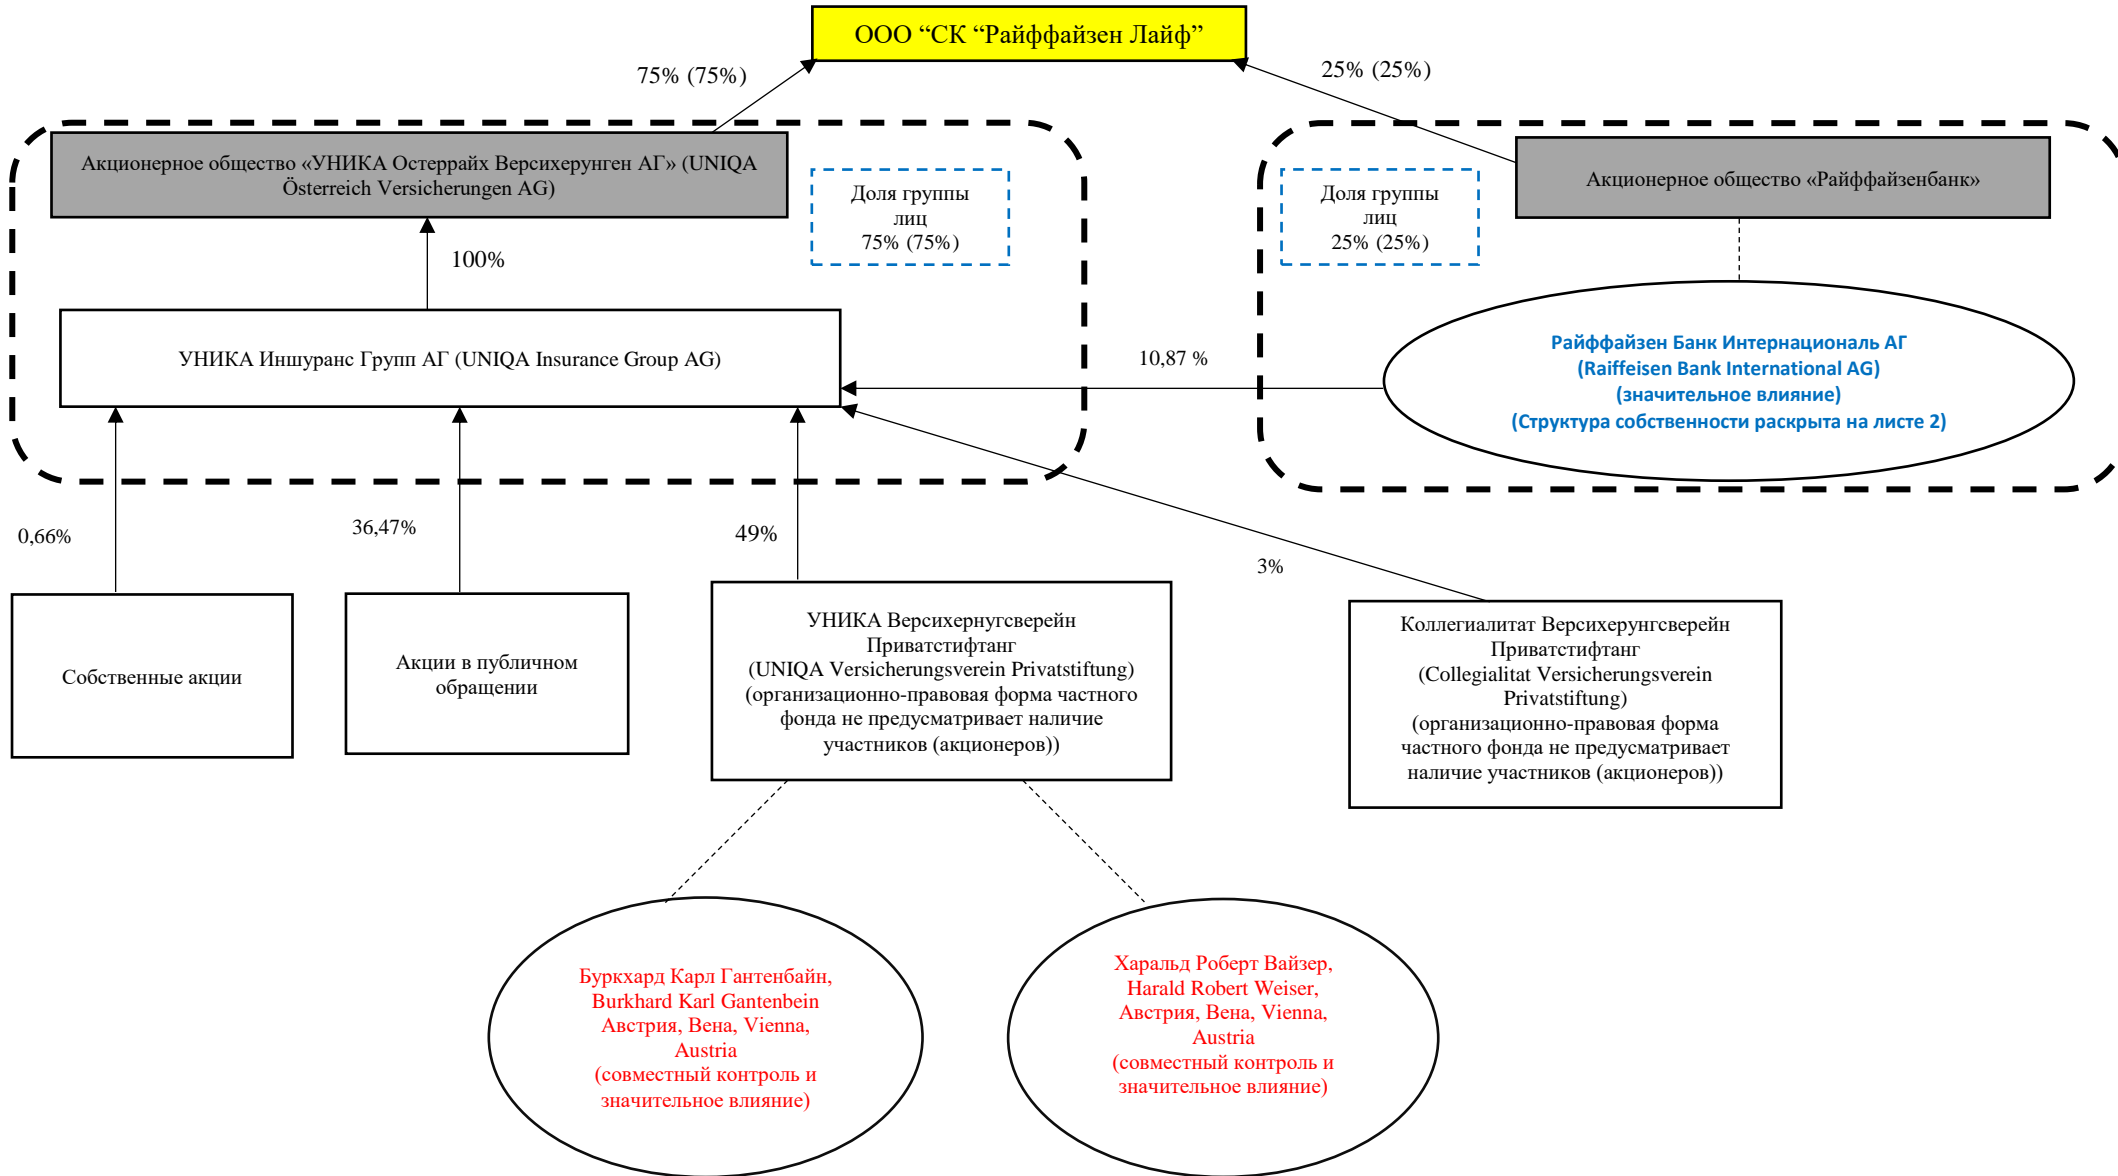 ООО “СК “Райффайзен Лайф”
75% (75%)
25% (25%)
Акционерное общество «УНИКА Остеррайх Версихерунген АГ» (UNIQA
Österreich Versicherungen AG)
Доля группы
лиц
75% (75%)
Доля группы
лиц
25% (25%)
Акционерное общество «Райффайзенбанк»
100%
УНИКА Иншуранс Групп АГ (UNIQA Insurance Group AG)
10,87 %
Райффайзен Банк Интернациональ АГ
(Raiffeisen Bank International AG)
(значительное влияние)
(Структура собственности раскрыта на листе 2)
0,66%
36,47%
49%
3%
Собственные акции
Акции в публичном
обращении
УНИКА Версихернугсверейн
Приватстифтанг
(UNIQA Versicherungsverein Privatstiftung)
(организационно-правовая форма частного
фонда не предусматривает наличие
участников (акционеров))
Коллегиалитат Версихерунгсверейн
Приватстифтанг
(Collegialitat Versicherungsverein
Privatstiftung)
(организационно-правовая форма
частного фонда не предусматривает
наличие участников (акционеров))
Буркхард Карл Гантенбайн,
Burkhard Karl Gantenbein
Австрия, Вена, Vienna,
Austria
(совместный контроль и
значительное влияние)
Харальд Роберт Вайзер,
Harald Robert Weiser,
Австрия, Вена, Vienna,
Austria
(совместный контроль и
значительное влияние)